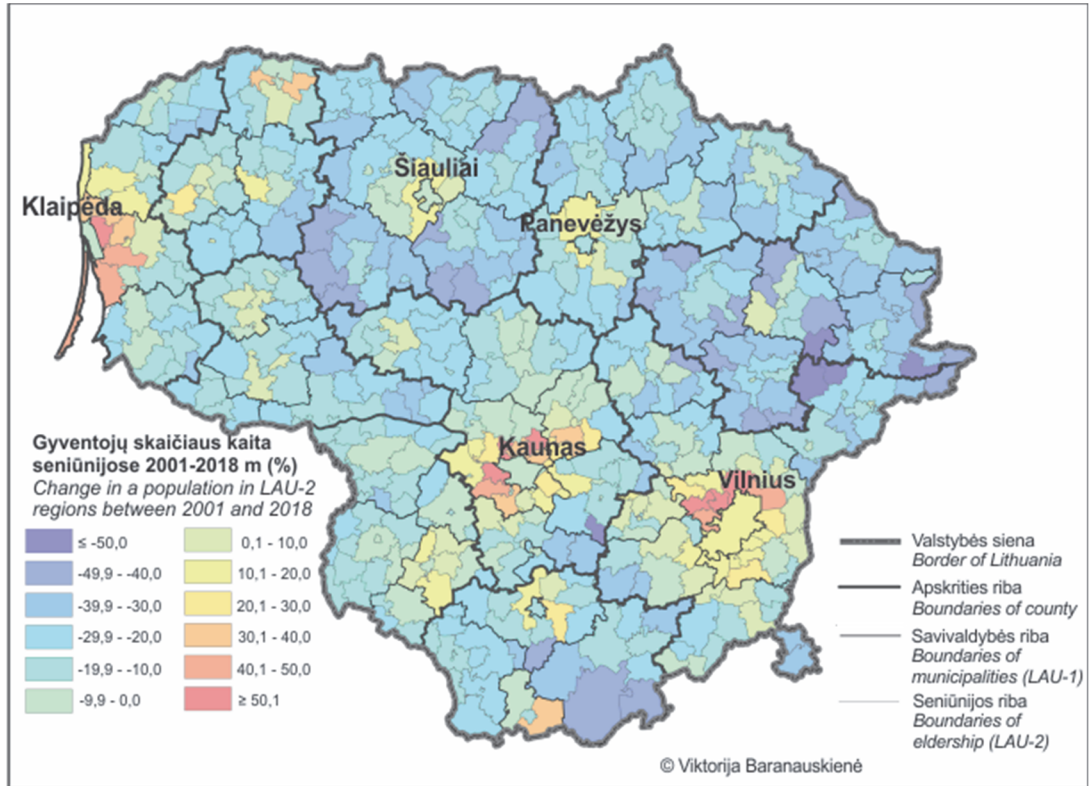 Šiauliai
Klaipėda
Panevėžys
Kaunas
Vilnius
Gyventojų skaičiaus kaita
seniūnijose 2001-2018 m (%)
Change in a population in LAU-2
regions between 2001 and 2018
≤ -50,0
-49,9 - -40,0
-39,9 - -30,0
-29,9 - -20,0
-19,9 - -10,0
-9,9 - 0,0
0,1 - 10,0
10,1 - 20,0
20,1 - 30,0
30,1 - 40,0
40,1 - 50,0
≥ 50,1
Valstybės siena
Border of Lithuania
Apskrities riba
Boundaries of county
Savivaldybės riba
Boundaries of
municipalities (LAU-1)
Seniūnijos riba
Boundaries of
eldership (LAU-2)
© Viktorija Baranauskienė